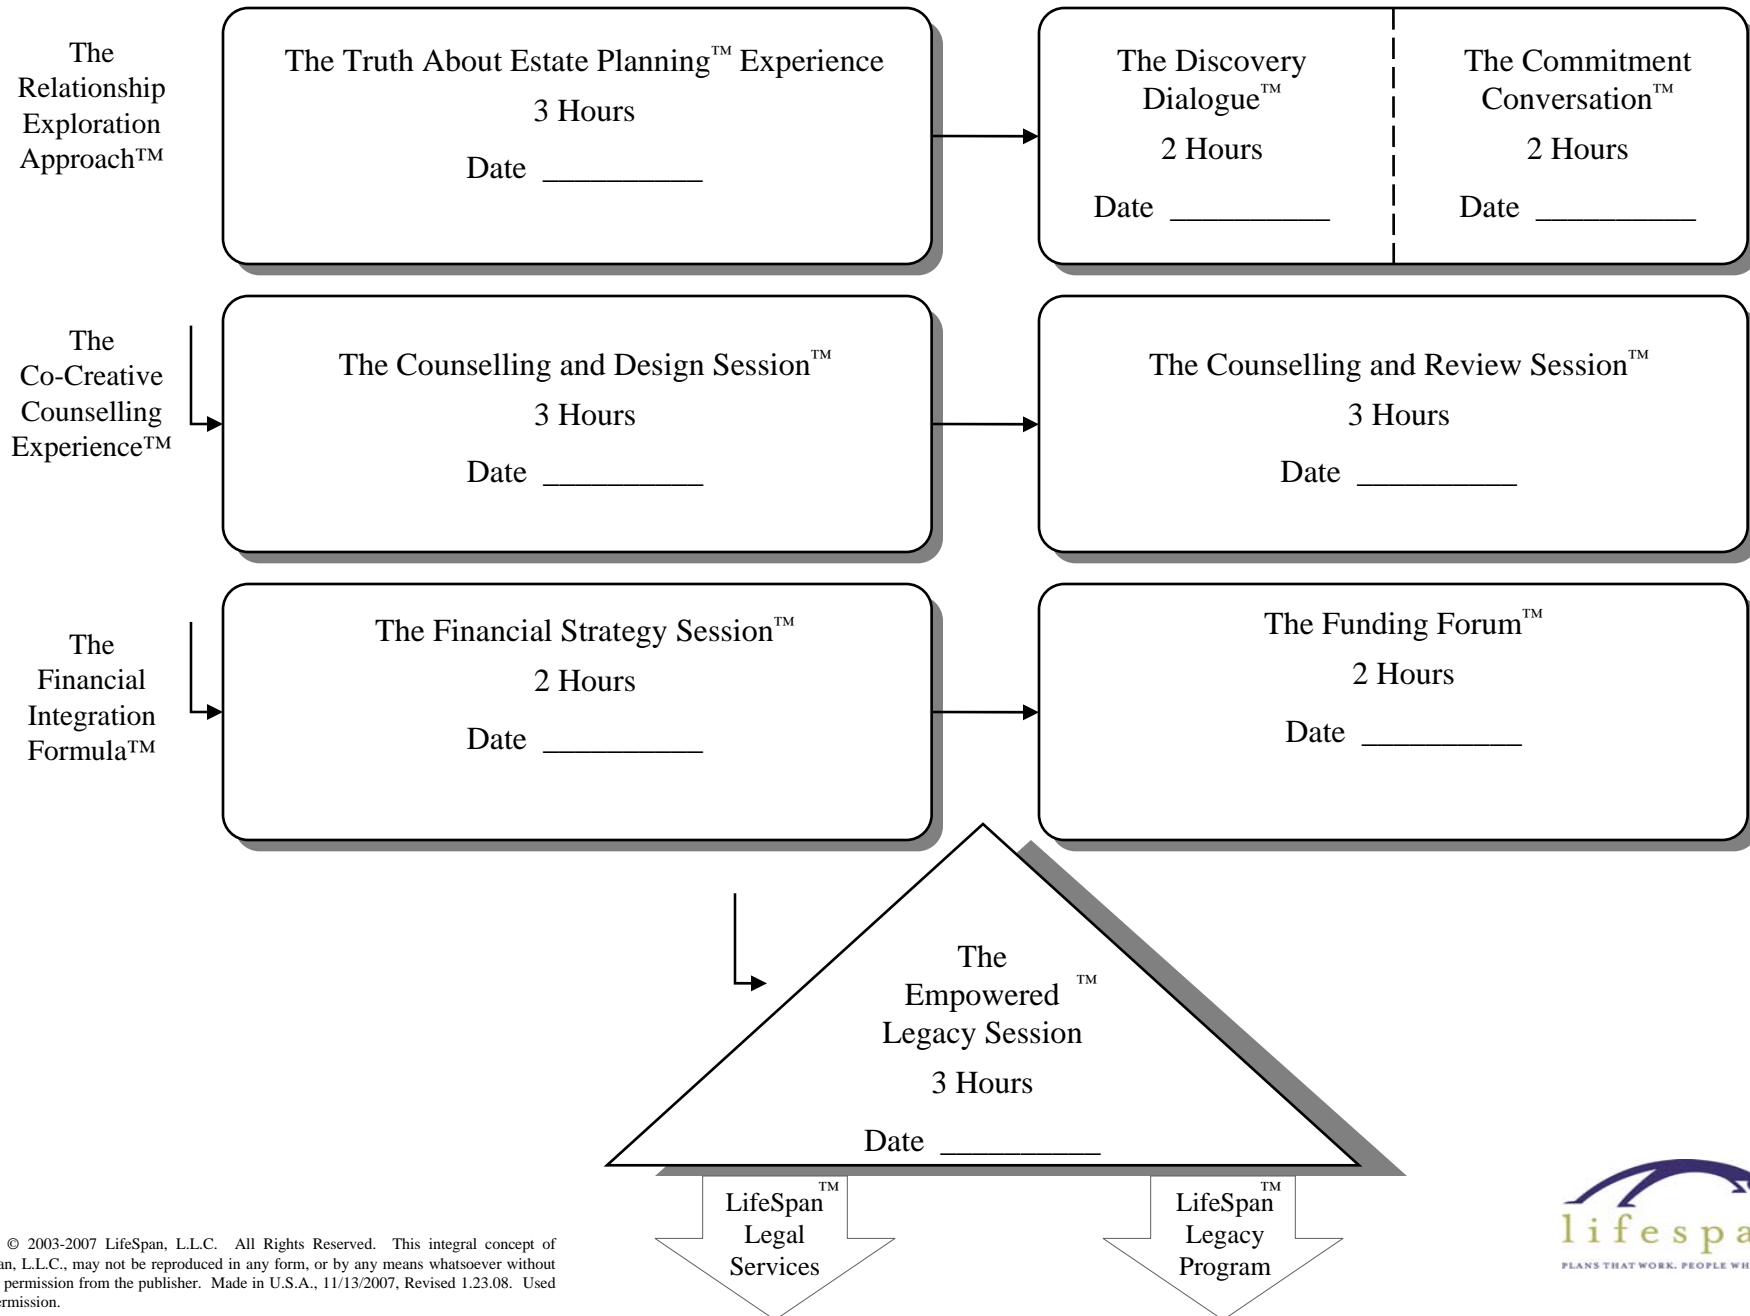 The
Relationship
Exploration
Approach™
The Truth About Estate Planning™ Experience
3 Hours
Date __________
The Discovery
Dialogue™
2 Hours
Date __________
The Commitment
Conversation™
2 Hours
Date __________
The
Co-Creative
Counselling
Experience™
The Counselling and Design Session™
3 Hours
Date __________
The Counselling and Review Session™
3 Hours
Date __________
The
Financial
Integration
Formula™
The Financial Strategy Session™
2 Hours
Date __________
The Funding Forum™
2 Hours
Date __________
The
Empowered ™
Legacy Session
3 Hours
Date __________
LifeSpan™
Legal
Services
LifeSpan™
Legacy
Program
© 2003-2007 LifeSpan, L.L.C. All Rights Reserved. This integral concept of
an, L.L.C., may not be reproduced in any form, or by any means whatsoever without
permission from the publisher. Made in U.S.A., 11/13/2007, Revised 1.23.08. Used
ermission.
lifespa
PLANS THAT WORK. PEOPLE WH